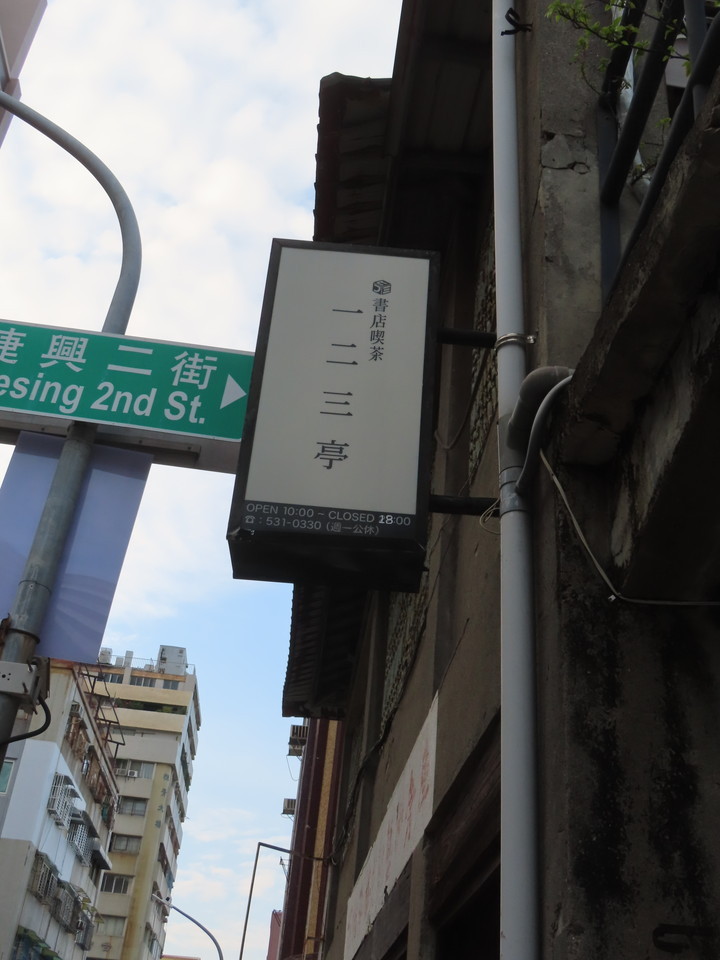 興二街
esing 2nd St.
書店喫茶
一二三亭
OPEN 10:00 – CLOSED 18:00
☎：531-0330（週一公休）